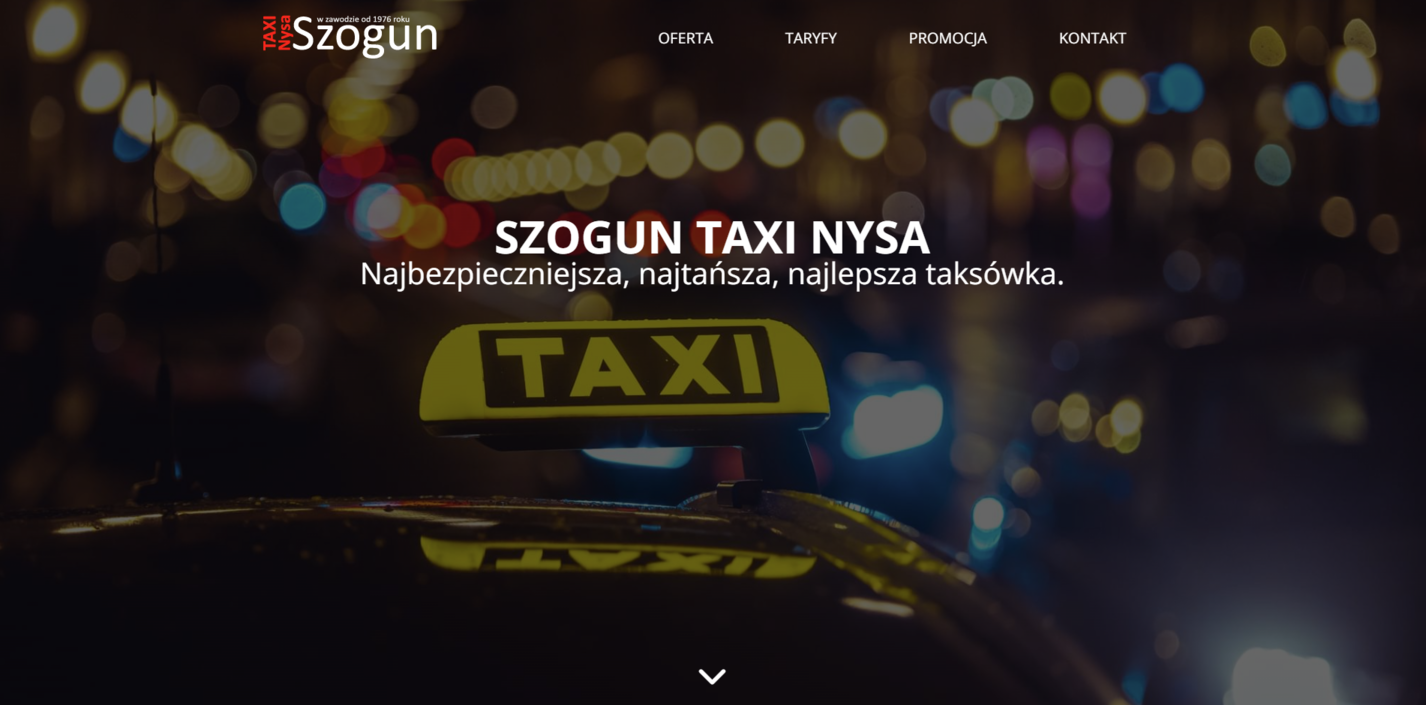 TAXI
Nysa
w zawodzie od 1976 roku
Szogun
OFERTA TARYFY PROMOCJA KONTAKT
SZOGUN TAXI NYSA
Najbezpieczniejsza, najtańsza, najlepsza taksówka.
TAXI
TAXI